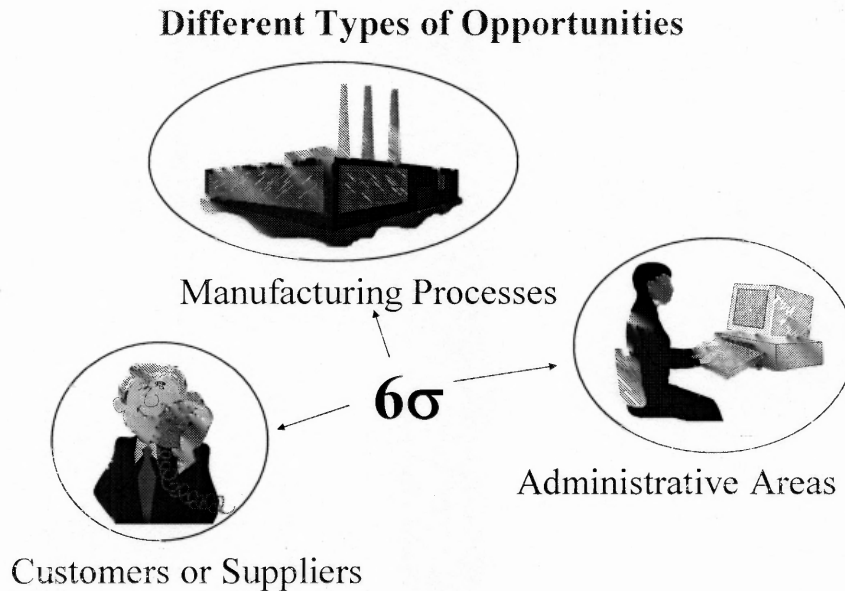 Different Types of Opportunities
Manufacturing Processes
6σ
Administrative Areas
Customers or Suppliers